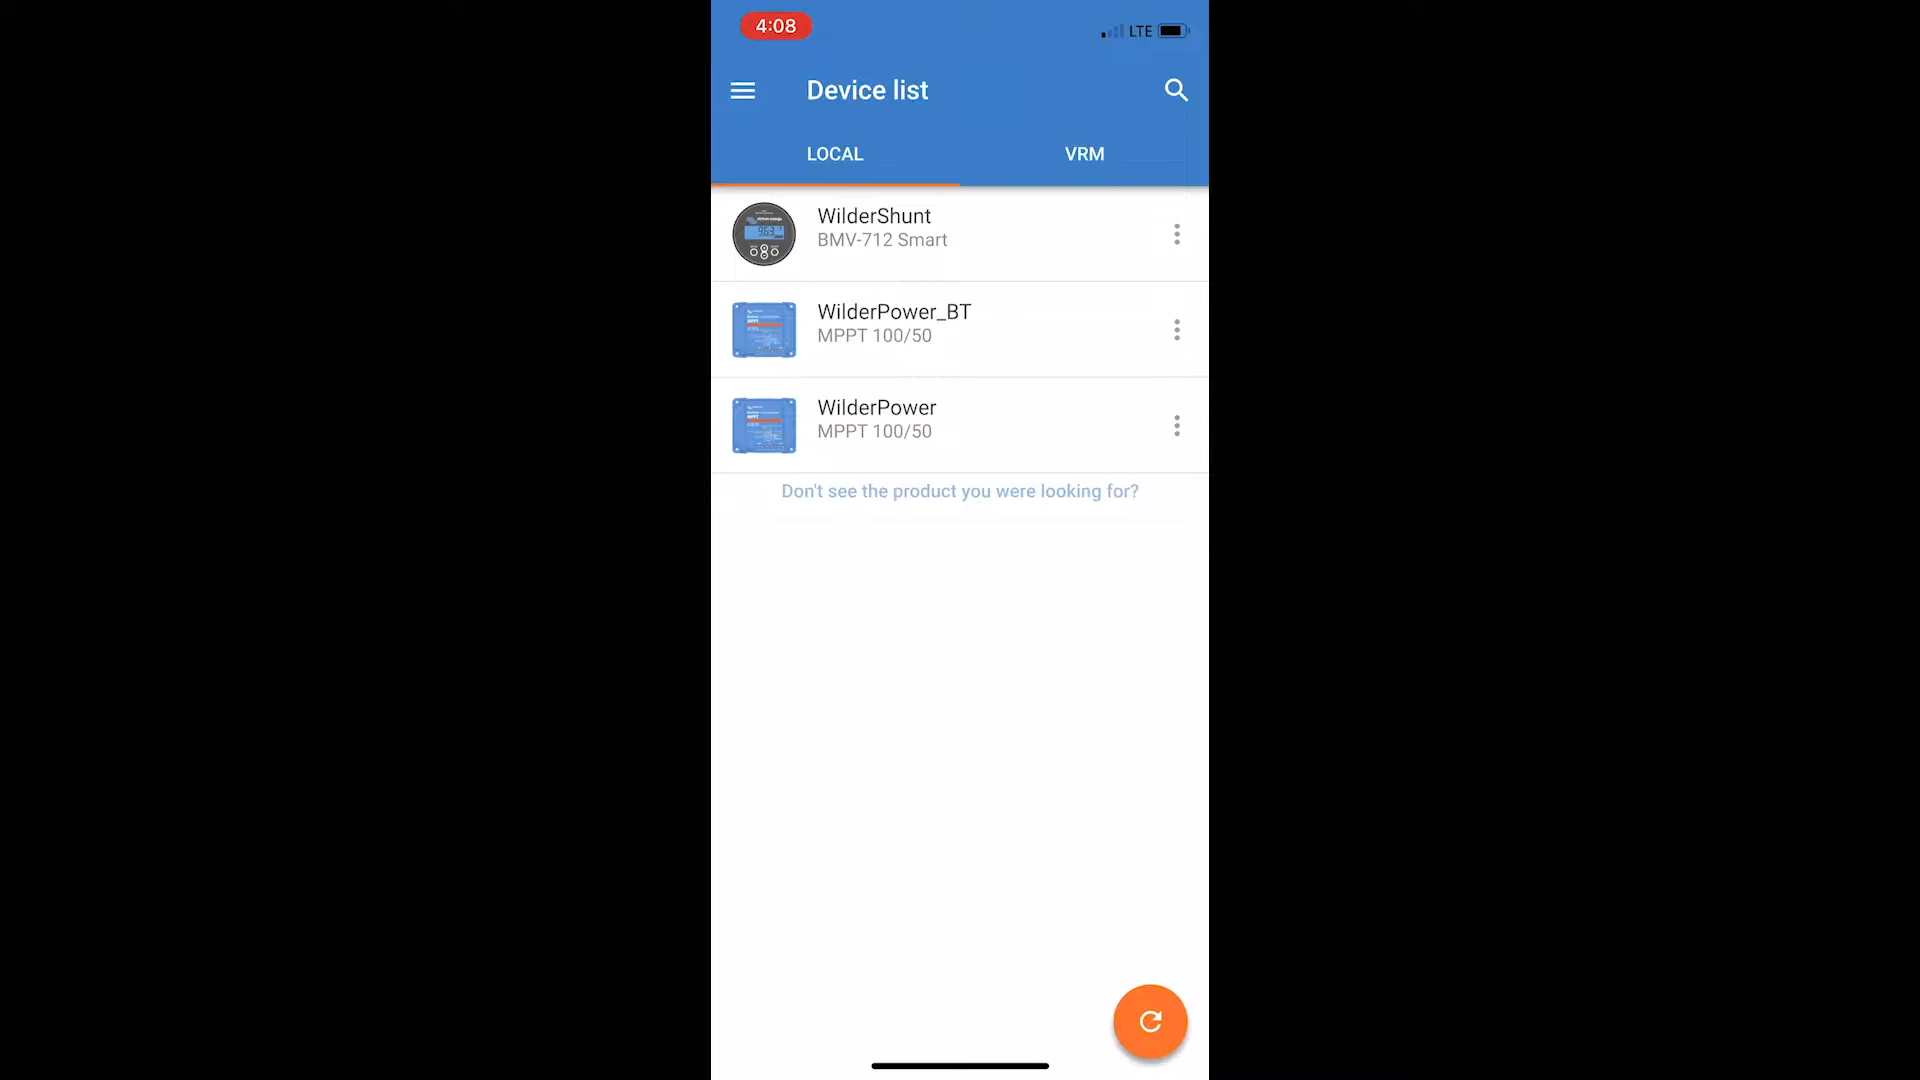 4:08
LTE
Device list
LOCAL
VRM
WilderShunt
BMV-712 Smart
WilderPower_BT
MPPT 100/50
WilderPower
MPPT 100/50
Don't see the product you were looking for?